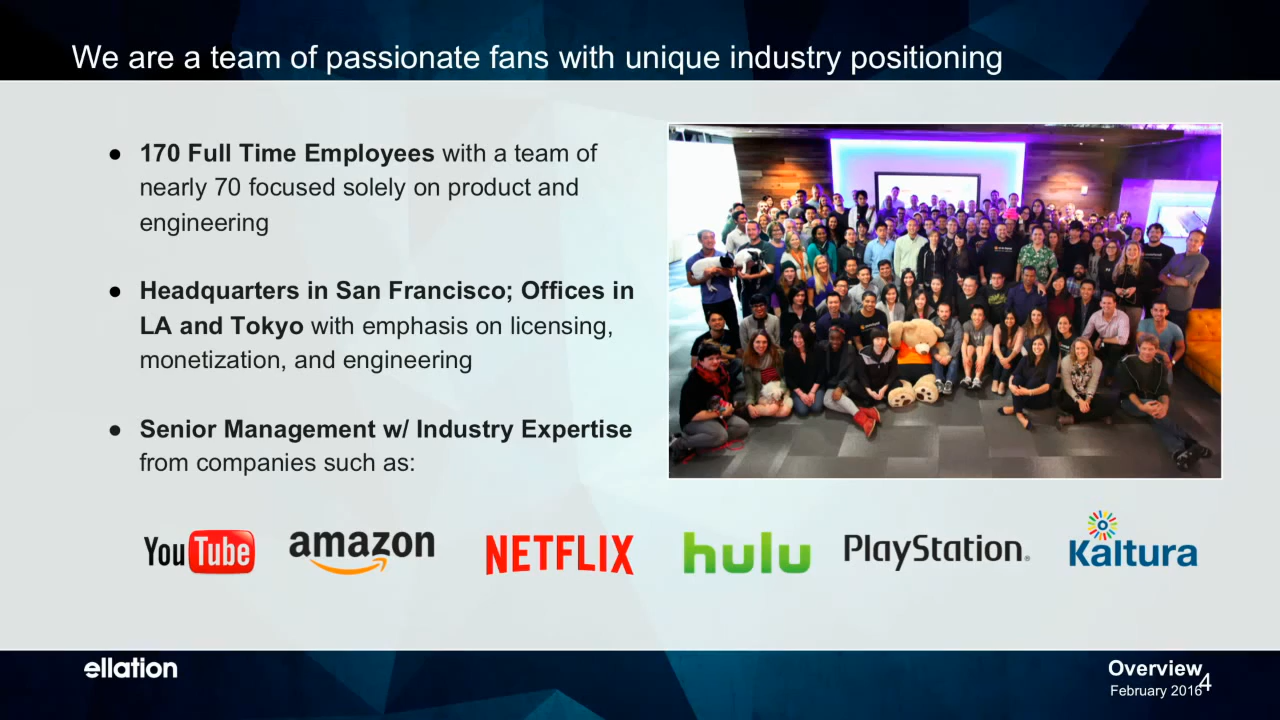 We are a team of passionate fans with unique industry positioning
● 170 Full Time Employees with a team of
nearly 70 focused solely on product and
engineering
● Headquarters in San Francisco; Offices in
LA and Tokyo with emphasis on licensing,
monetization, and engineering
● Senior Management w/ Industry Expertise
from companies such as:
YouTube amazon NETFLIX hulu PlayStation® Kaltura
ellation
Overview
February 2016
4